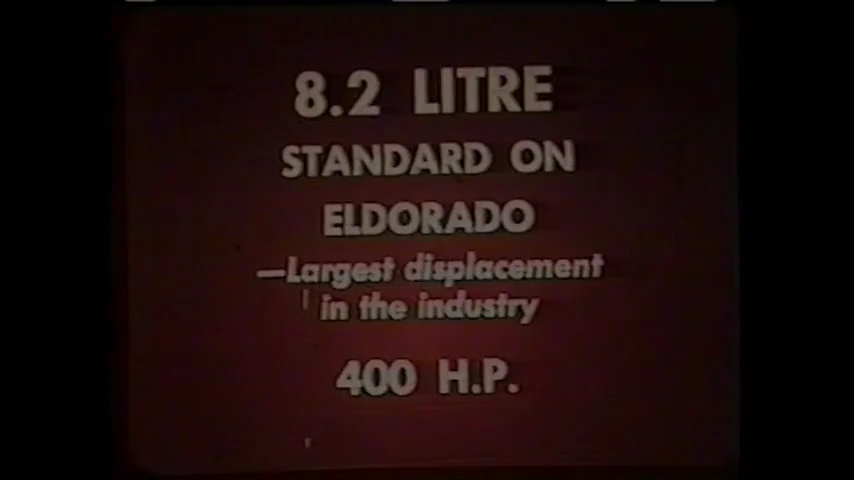 8.2 LITRE
STANDARD ON
ELDORADO
—Largest displacement
in the industry
400 H.P.